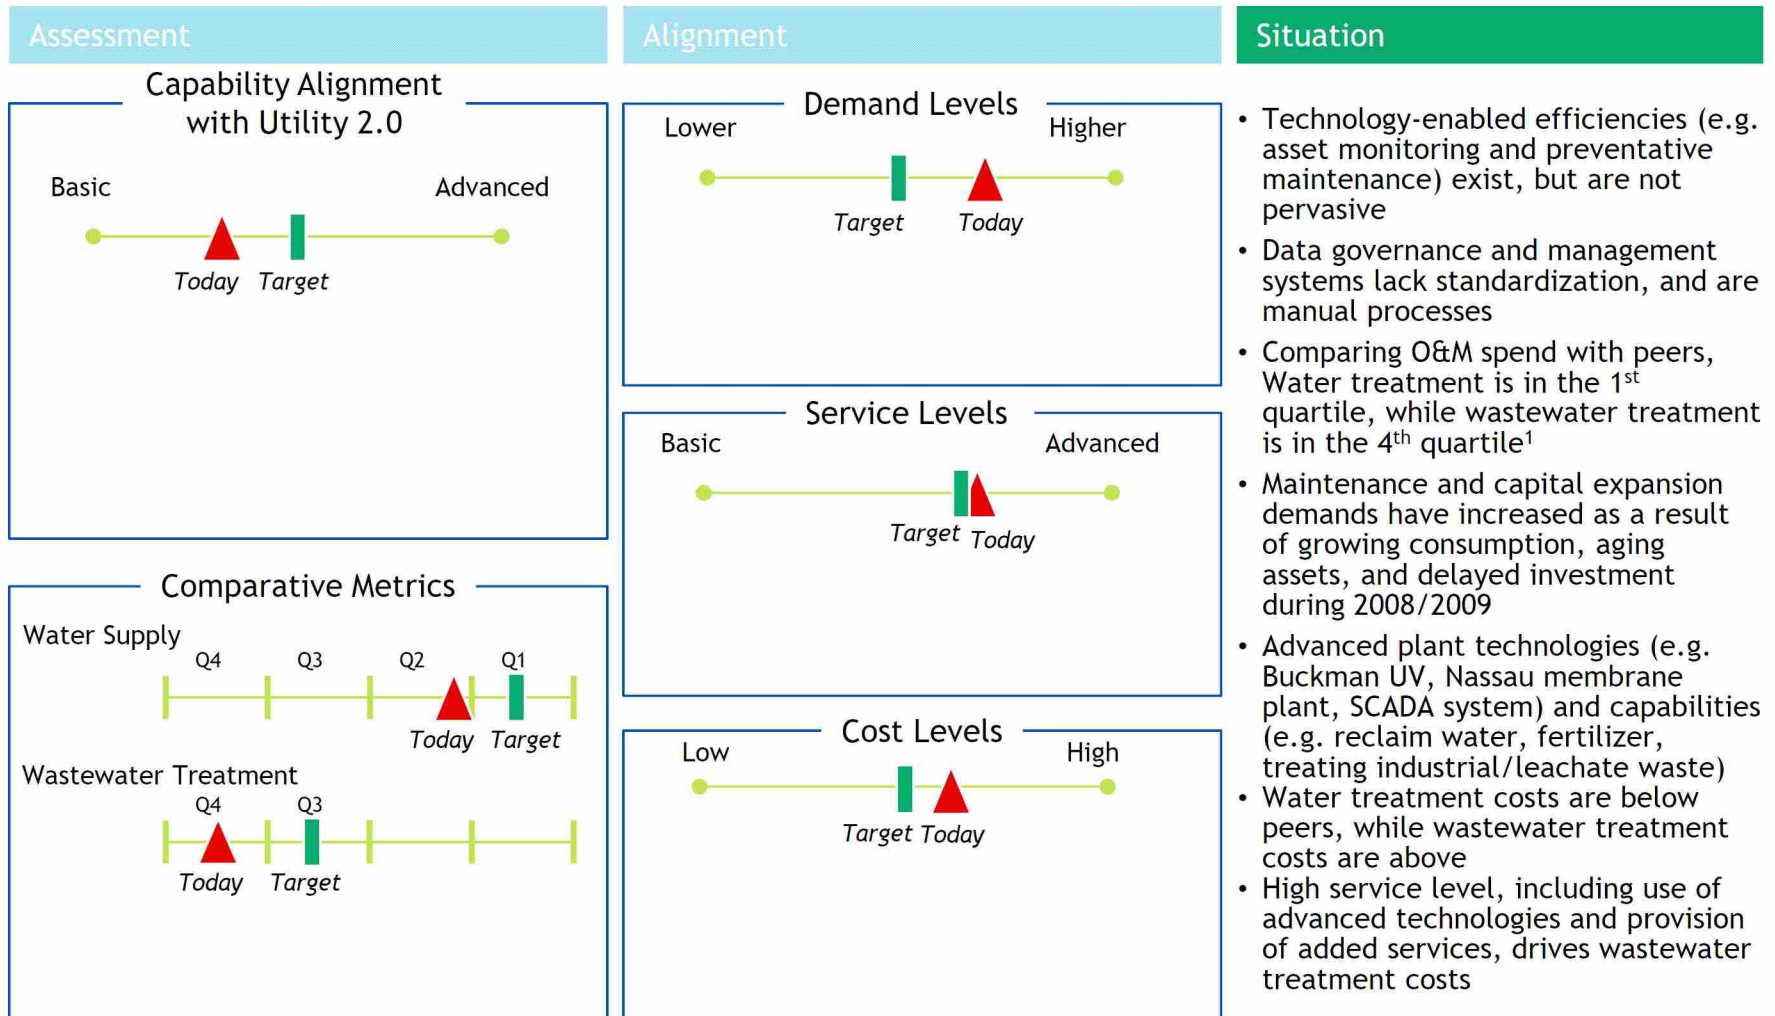 Assessment
Capability Alignment
with Utility 2.0
Basic
Advanced
Today
Target
Comparative Metrics
Water Supply
Q4
Q3
Q2
Q1
Today
Target
Wastewater Treatment
Q4
Q3
Today
Target
Alignment
Demand Levels
Lower
Higher
Target
Today
Service Levels
Basic
Advanced
Target
Today
Cost Levels
Low
High
Target
Today
Situation
• Technology-enabled efficiencies (e.g.
asset monitoring and preventative
maintenance) exist, but are not
pervasive
• Data governance and management
systems lack standardization, and are
manual processes
• Comparing O&M spend with peers,
Water treatment is in the 1st
quartile, while wastewater treatment
is in the 4th quartile1
• Maintenance and capital expansion
demands have increased as a result
of growing consumption, aging
assets, and delayed investment
during 2008/2009
• Advanced plant technologies (e.g.
Buckman UV, Nassau membrane
plant, SCADA system) and capabilities
(e.g. reclaim water, fertilizer,
treating industrial/leachate waste)
• Water treatment costs are below
peers, while wastewater treatment
costs are above
• High service level, including use of
advanced technologies and provision
of added services, drives wastewater
treatment costs